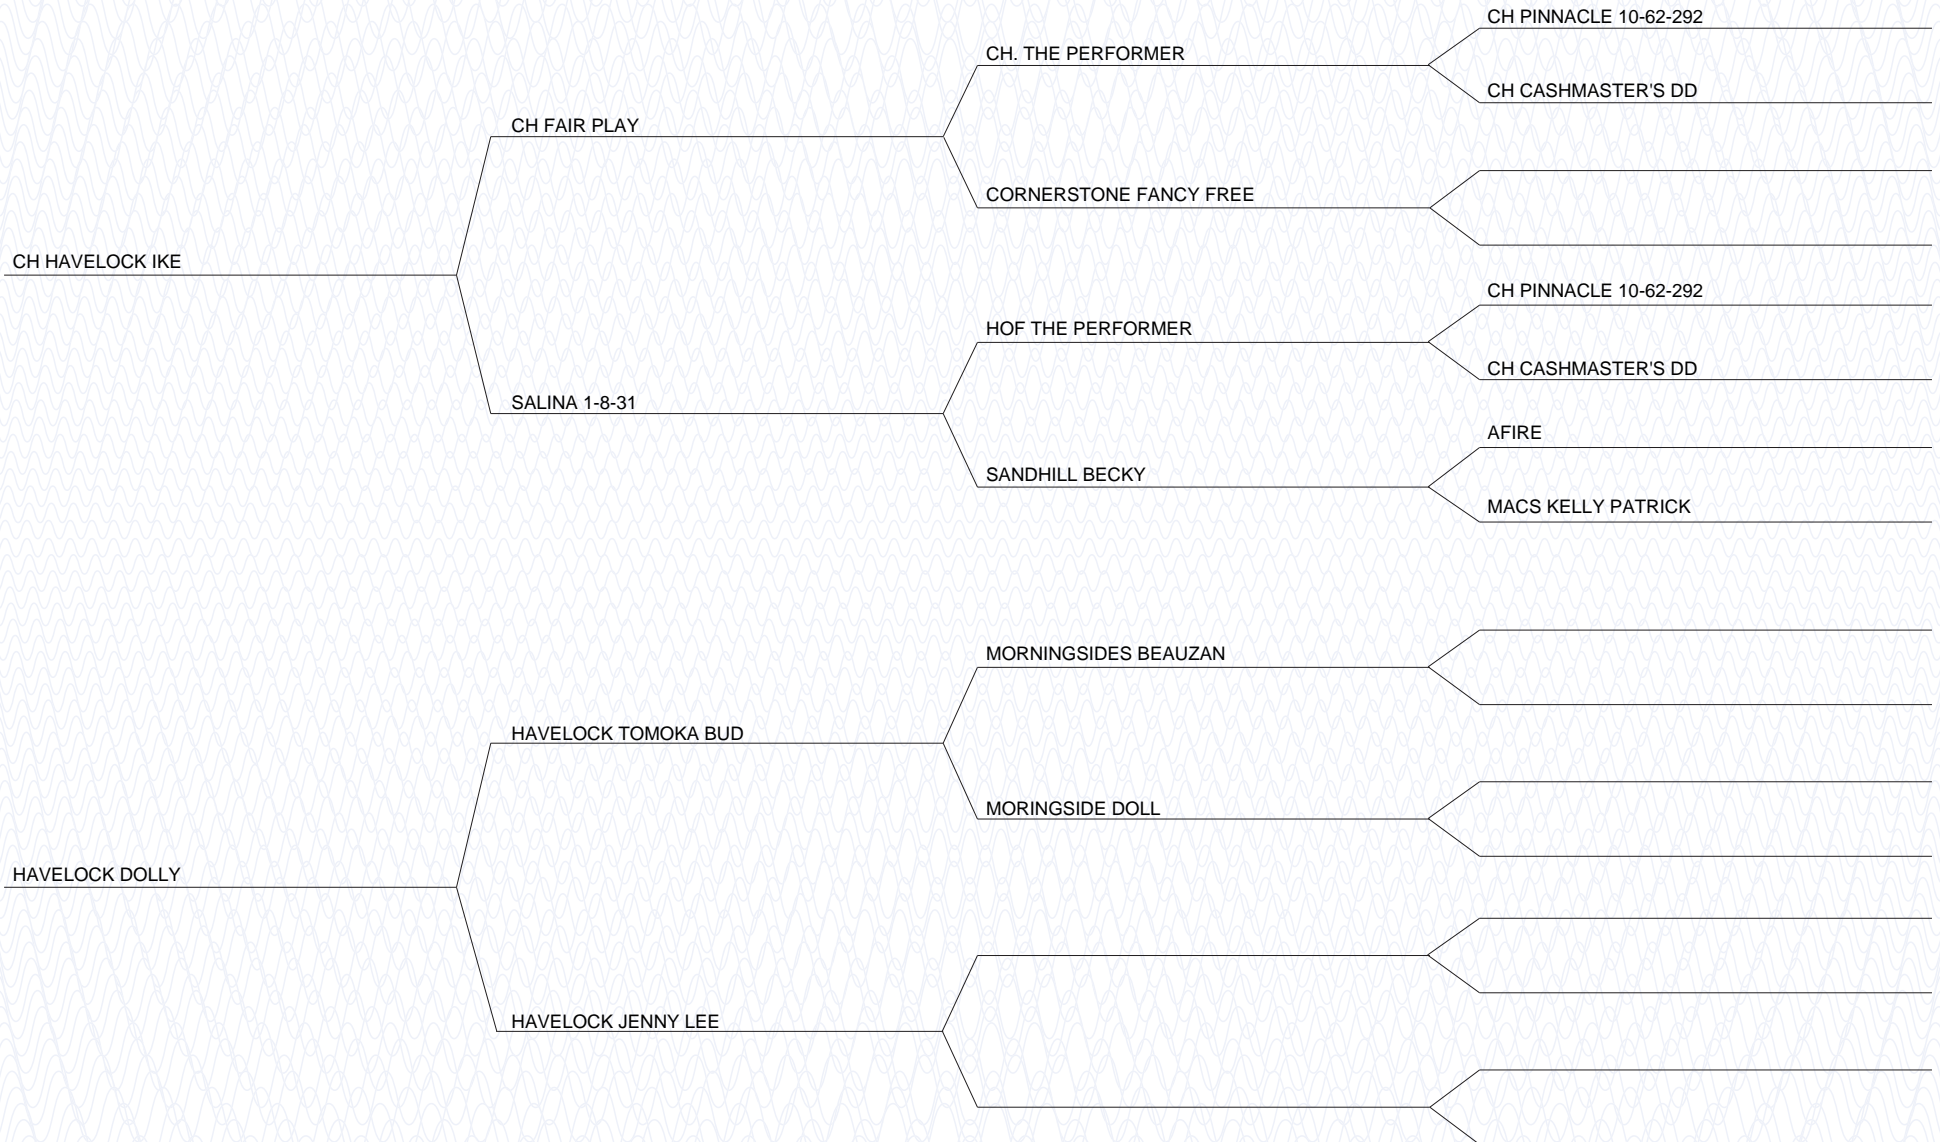 CH PINNACLE 10-62-292
CH. THE PERFORMER
CH CASHMASTER'S DD
CH FAIR PLAY
CORNERSTONE FANCY FREE
CH HAVELOCK IKE
CH PINNACLE 10-62-292
HOF THE PERFORMER
CH CASHMASTER'S DD
SALINA 1-8-31
AFIRE
SANDHILL BECKY
MACS KELLY PATRICK
MORNINGSIDES BEAUZAN
HAVELOCK TOMOKA BUD
MORINGSIDE DOLL
HAVELOCK DOLLY
HAVELOCK JENNY LEE